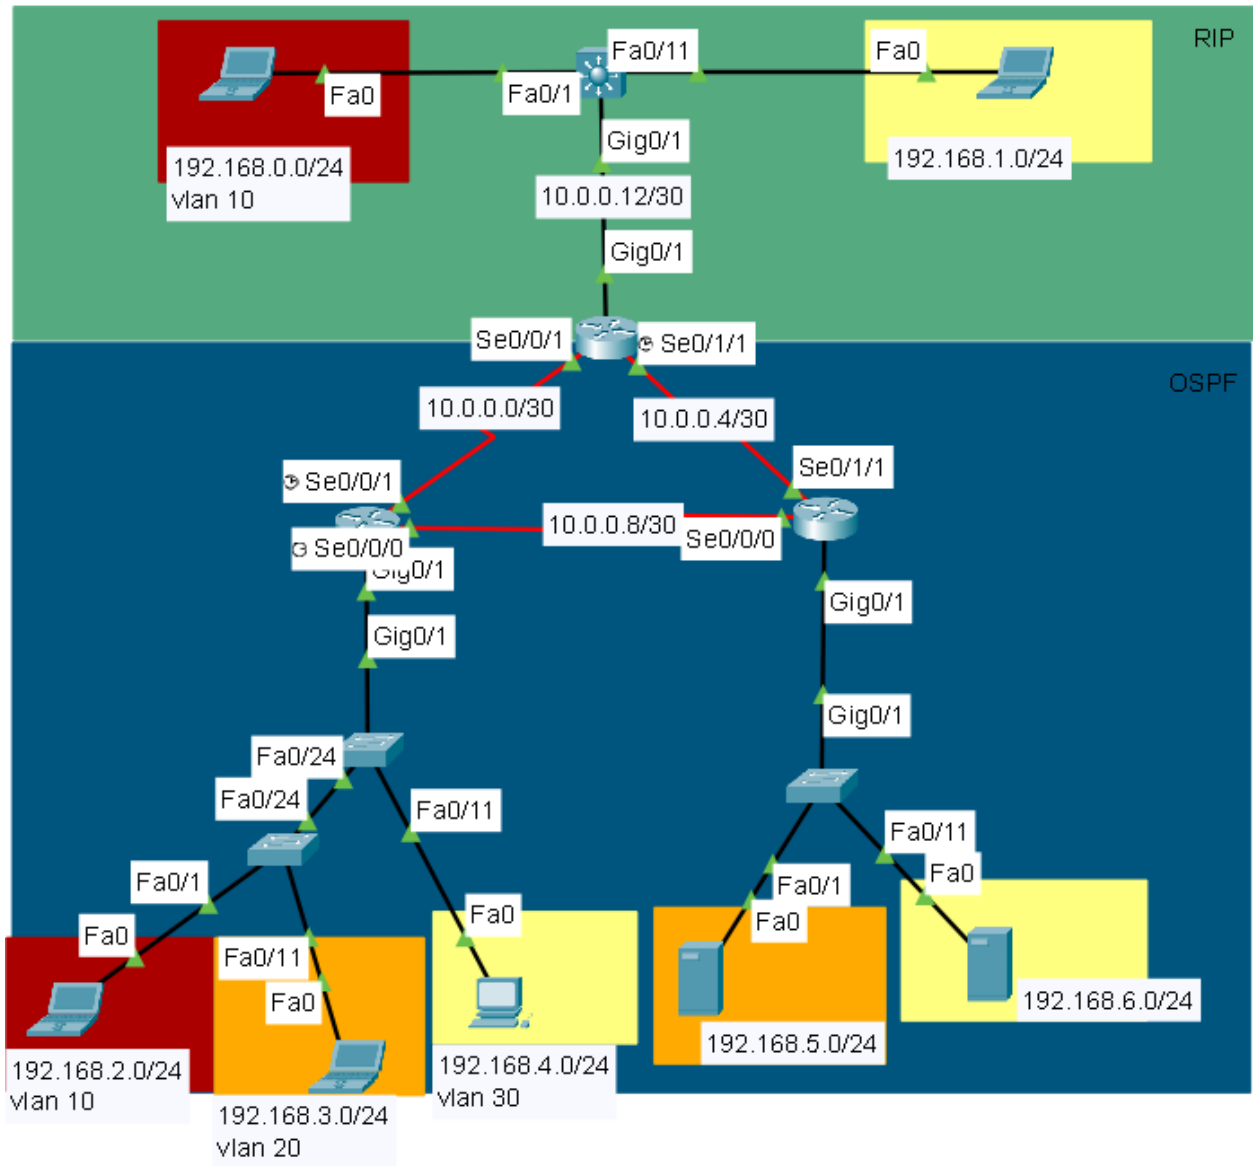 RIP
Fa0/11
Fa0
Fa0
Fa0/1
192.168.0.0/24
vlan 10
192.168.1.0/24
Gig0/1
10.0.0.12/30
Gig0/1
Se0/0/1
Se0/1/1
OSPF
10.0.0.0/30
10.0.0.4/30
Se0/0/1
Se0/1/1
Se0/0/0
10.0.0.8/30
Se0/0/0
Gig0/1
Gig0/1
Gig0/1
Gig0/1
Fa0/24
Fa0/24
Fa0/11
Fa0/11
Fa0/1
Fa0
Fa0/1
Fa0
Fa0
Fa0
Fa0/11
Fa0
192.168.6.0/24
192.168.5.0/24
192.168.2.0/24
vlan 10
192.168.4.0/24
vlan 30
192.168.3.0/24
vlan 20